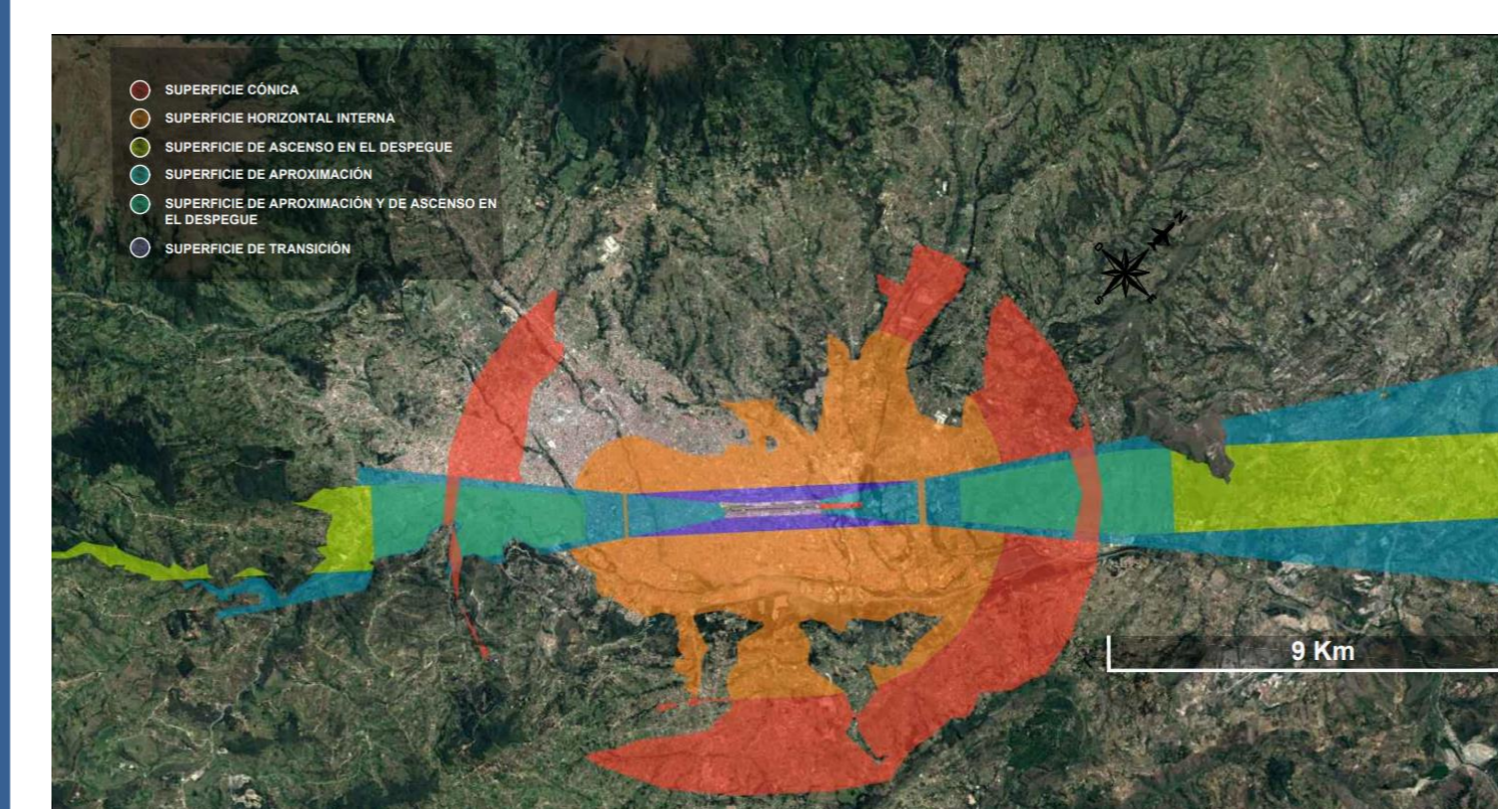 SUPERFICIE CÓNICA
SUPERFICIE HORIZONTAL INTERNA
SUPERFICIE DE ASCENSO EN EL DESPEGUE
SUPERFICIE DE APROXIMACIÓN
SUPERFICIE DE APROXIMACIÓN Y DE ASCENSO EN
EL DESPEGUE
SUPERFICIE DE TRANSICIÓN
N
O
S
E
9 Km